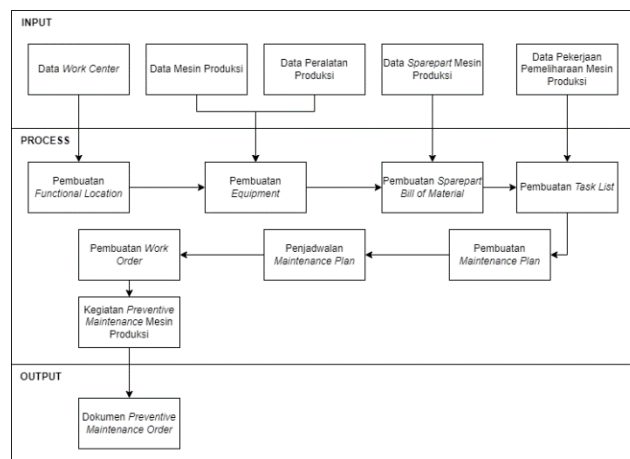 INPUT
Data Work Center
Data Mesin Produksi
Data Peralatan
Produksi
Data Sparepart Mesin
Produksi
Data Pekerjaan
Pemeliharaan Mesin
Produksi
PROCESS
Pembuatan
Functional Location
Pembuatan
Equipment
Pembuatan Sparepart
Bill of Material
Pembuatan Task List
Pembuatan Work
Order
Penjadwalan
Maintenance Plan
Pembuatan
Maintenance Plan
Kegiatan Preventive
Maintenance Mesin
Produksi
OUTPUT
Dokumen Preventive
Maintenance Order